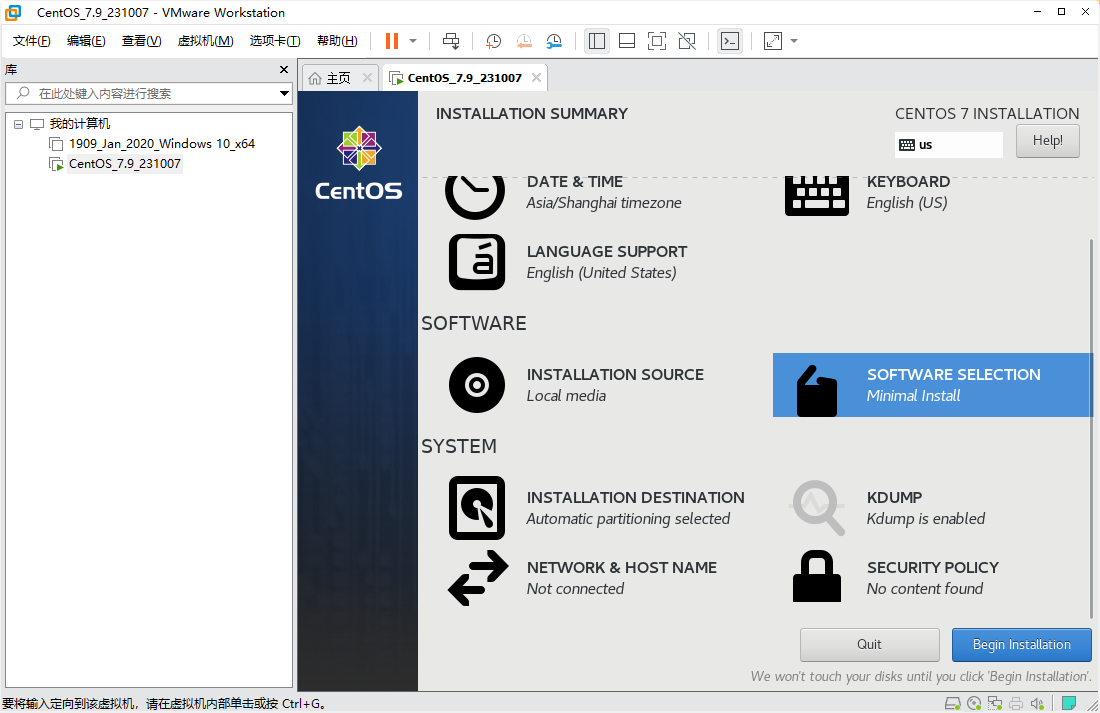 CentOS_7.9_231007 - VMware Workstation
文件(F) 编辑(E) 查看(V) 虚拟机(M) 选项卡(T) 帮助(H)
库
在此处键入内容进行搜索
我的计算机
1909_Jan_2020_Windows 10_x64
CentOS_7.9_231007
主页 CentOS_7.9_231007
CentOS
INSTALLATION SUMMARY
CENTOS 7 INSTALLATION
us
Help!
DATE & TIME
Asia/Shanghai timezone
KEYBOARD
English (US)
LANGUAGE SUPPORT
English (United States)
SOFTWARE
INSTALLATION SOURCE
Local media
SOFTWARE SELECTION
Minimal Install
SYSTEM
INSTALLATION DESTINATION
Automatic partitioning selected
KDUMP
Kdump is enabled
NETWORK & HOST NAME
Not connected
SECURITY POLICY
No content found
Quit
Begin Installation
We won't touch your disks until you click 'Begin Installation'.
要将输入定向到该虚拟机，请在虚拟机内部单击或按 Ctrl+G。